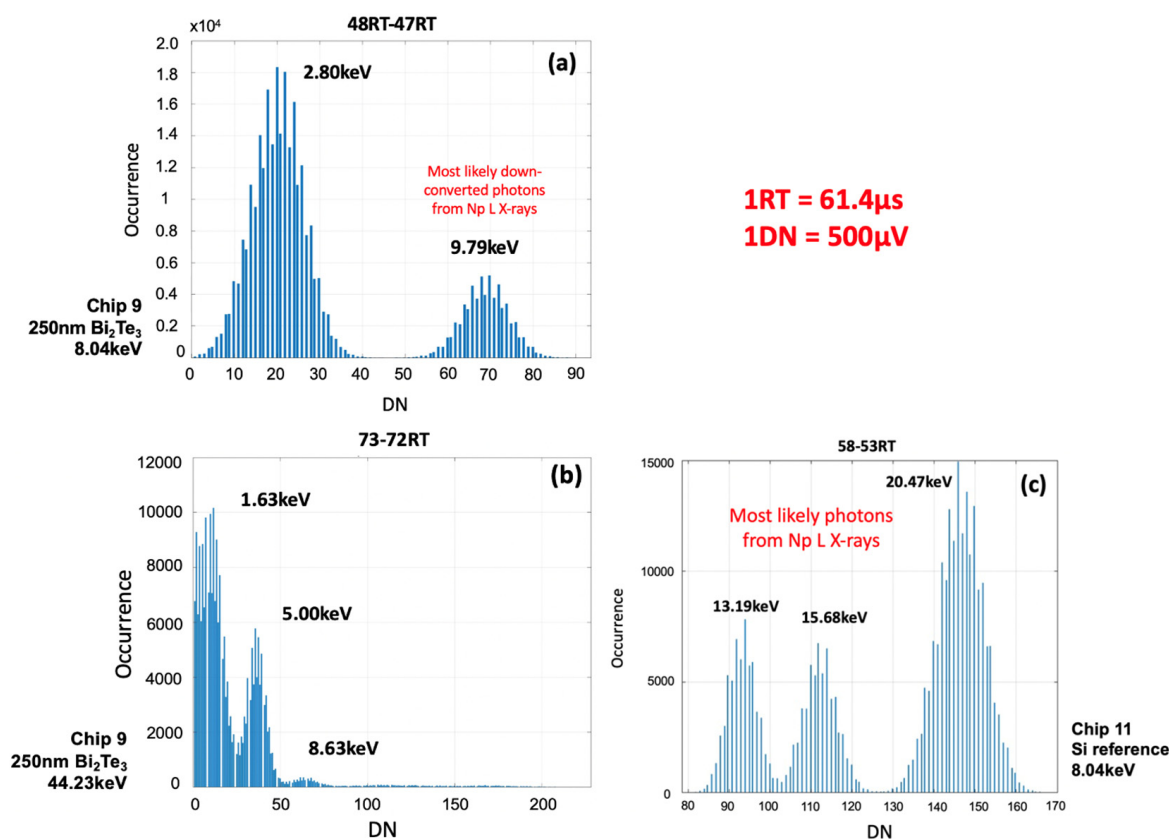 48RT-47RT
x10⁴
2.0
1.8
1.6
1.4
1.2
1.0
0.8
0.6
0.4
0.2
0
Occurrence
(a)
2.80keV
Most likely down-
converted photons
from Np L X-rays
9.79keV
Chip 9
250nm Bi₂Te₃
8.04keV
0 10 20 30 40 50 60 70 80 90
DN
1RT = 61.4µs
1DN = 500µV
73-72RT
12000
10000
8000
6000
4000
2000
0
Occurrence
(b)
1.63keV
5.00keV
8.63keV
Chip 9
250nm Bi₂Te₃
44.23keV
0 50 100 150 200
DN
58-53RT
15000
10000
5000
0
Occurrence
(c)
20.47keV
Most likely photons
from Np L X-rays
13.19keV
15.68keV
Chip 11
Si reference
8.04keV
80 90 100 110 120 130 140 150 160 170
DN